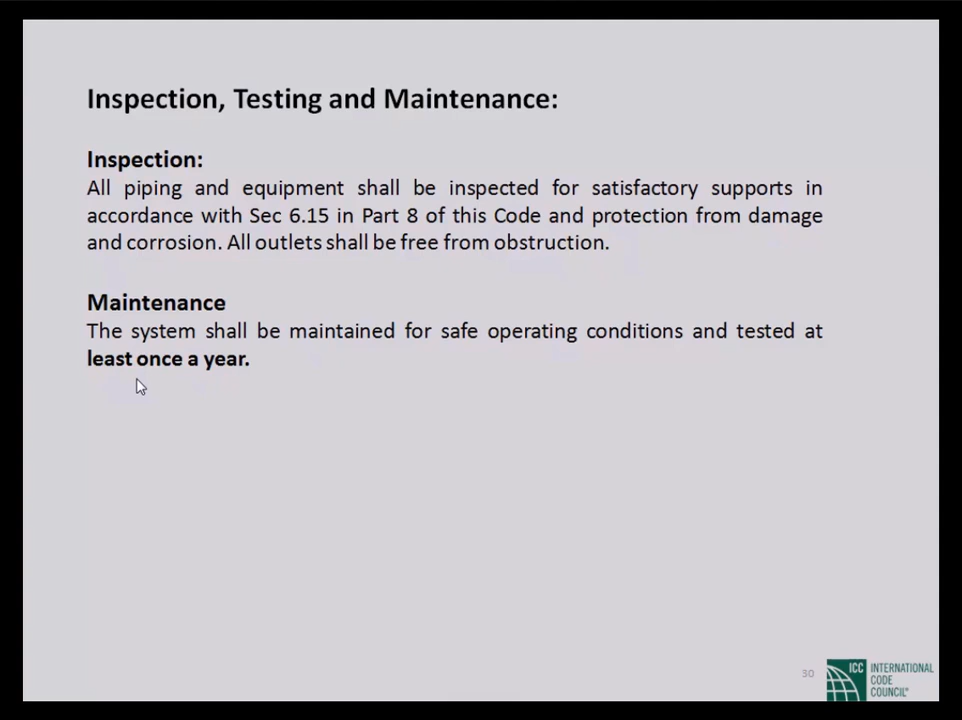 Inspection, Testing and Maintenance:
Inspection:
All piping and equipment shall be inspected for satisfactory supports in
accordance with Sec 6.15 in Part 8 of this Code and protection from damage
and corrosion. All outlets shall be free from obstruction.
Maintenance
The system shall be maintained for safe operating conditions and tested at
least once a year.
30
ICC
INTERNATIONAL
CODE
COUNCIL®